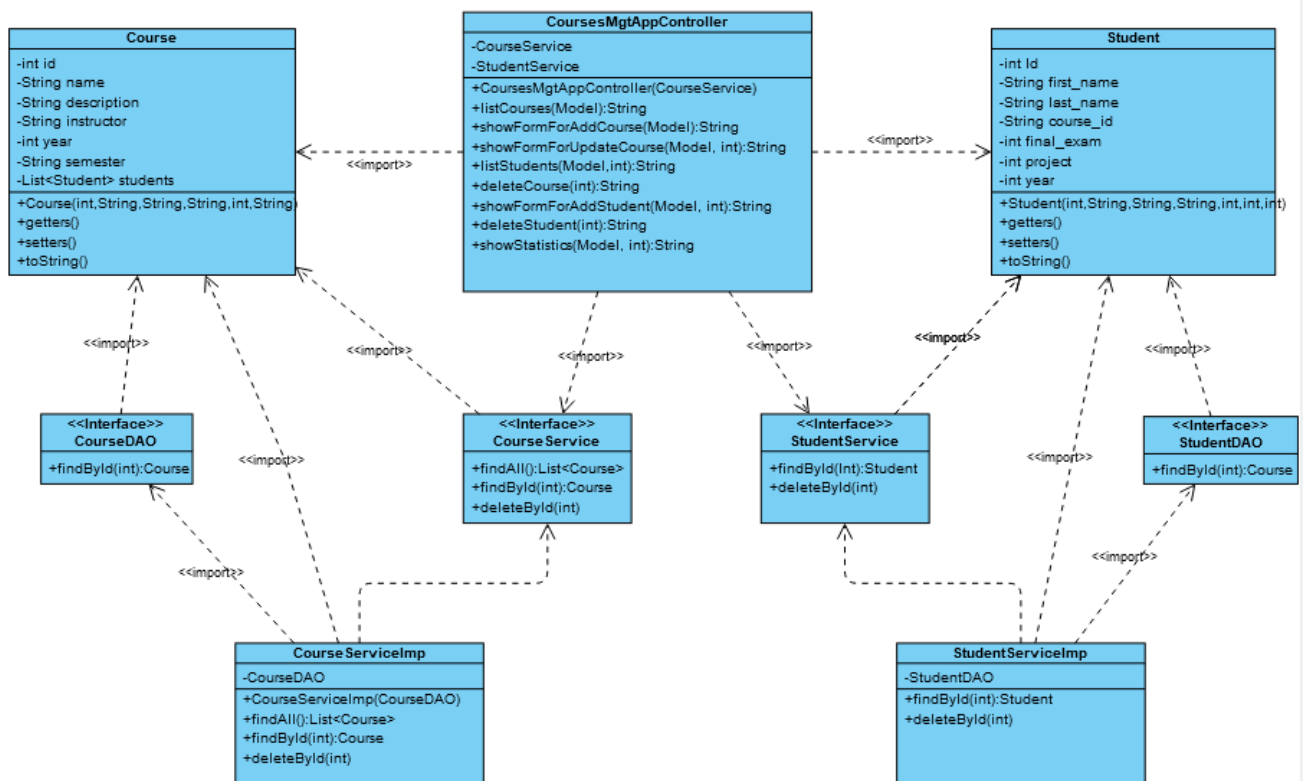 Course
-int id
-String name
-String description
-String instructor
-int year
-String semester
-List<Student> students
+Course(int,String,String,String,int,String)
+getters()
+setters()
+toString()
CoursesMgtAppController
-CourseService
-StudentService
+CoursesMgtAppController(CourseService)
+listCourses(Model):String
+showFormForAddCourse(Model):String
+showFormForUpdateCourse(Model, int):String
+listStudents(Model,int):String
+deleteCourse(int):String
+showFormForAddStudent(Model, int):String
+deleteStudent(int):String
+showStatistics(Model, int):String
Student
-int Id
-String first_name
-String last_name
-String course_id
-int final_exam
-int project
-int year
+Student(int,String,String,String,int,int,int)
+getters()
+setters()
+toString()
<<import>>
<<import>>
<<import>>
<<import>>
<<import>>
<<import>>
<<import>>
<<import>>
<<Interface>>
CourseDAO
+findById(int):Course
<<Interface>>
CourseService
+findAll():List<Course>
+findById(int):Course
+deleteById(int)
<<Interface>>
StudentService
+findById(Int):Student
+deleteById(int)
<<Interface>>
StudentDAO
+findById(int):Course
<<import>>
<<import>>
<<import>>
<<import>>
CourseServiceImp
-CourseDAO
+CourseServiceImp(CourseDAO)
+findAll():List<Course>
+findById(int):Course
+deleteById(int)
StudentServiceImp
-StudentDAO
+findById(int):Student
+deleteById(int)